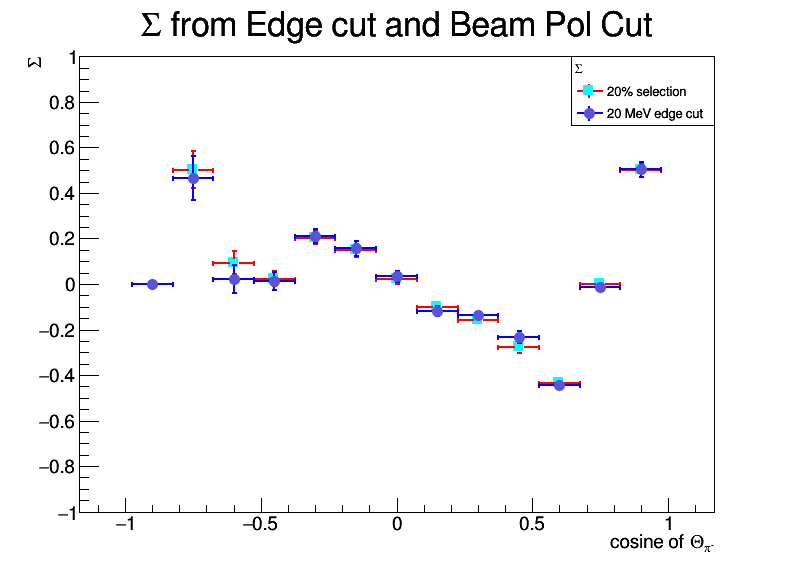 Σ from Edge cut and Beam Pol Cut
Σ
1
0.8
0.6
0.4
0.2
0
−0.2
−0.4
−0.6
−0.8
−1
Σ
20% selection
20 MeV edge cut
−1
−0.5
0
0.5
1
cosine of Θπ-